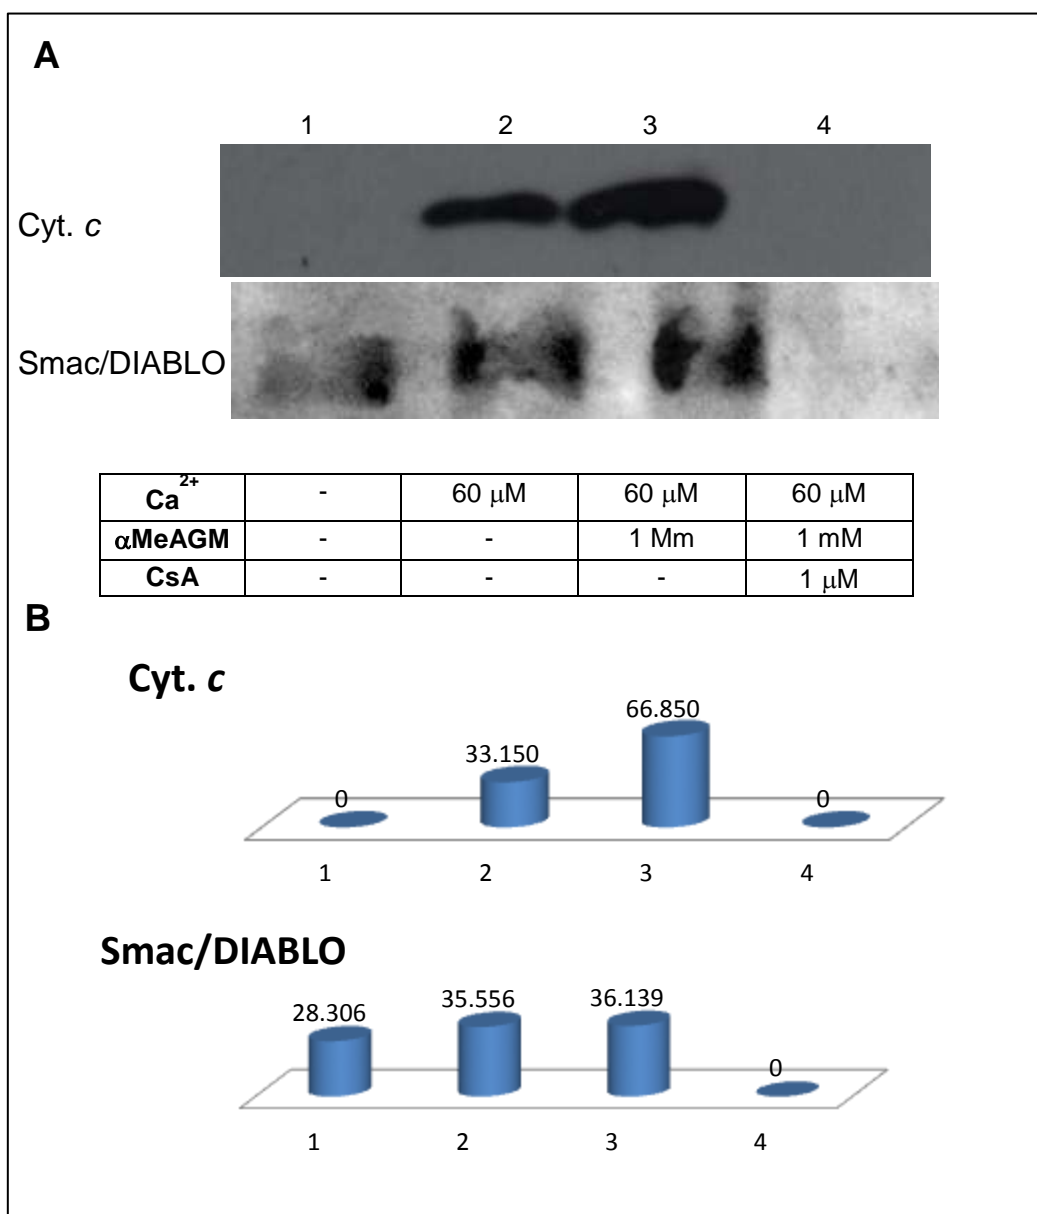 A
1 2 3 4
Cyt. c
Smac/DIABLO
Ca2+ - 60 μM 60 μM 60 μM
αMeAGM - - 1 Mm 1 mM
CsA - - - 1 μM
B
Cyt. c
0 33.150 66.850 0
1 2 3 4
Smac/DIABLO
28.306 35.556 36.139 0
1 2 3 4